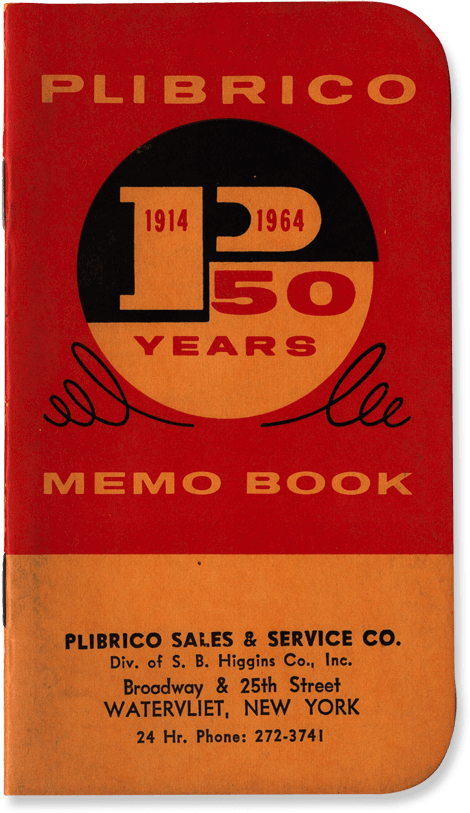 PLIBRICO
P
1914 1964
50
YEARS
MEMO BOOK
PLIBRICO SALES & SERVICE CO.
Div. of S. B. Higgins Co., Inc.
Broadway & 25th Street
WATERVLIET, NEW YORK
24 Hr. Phone: 272-3741